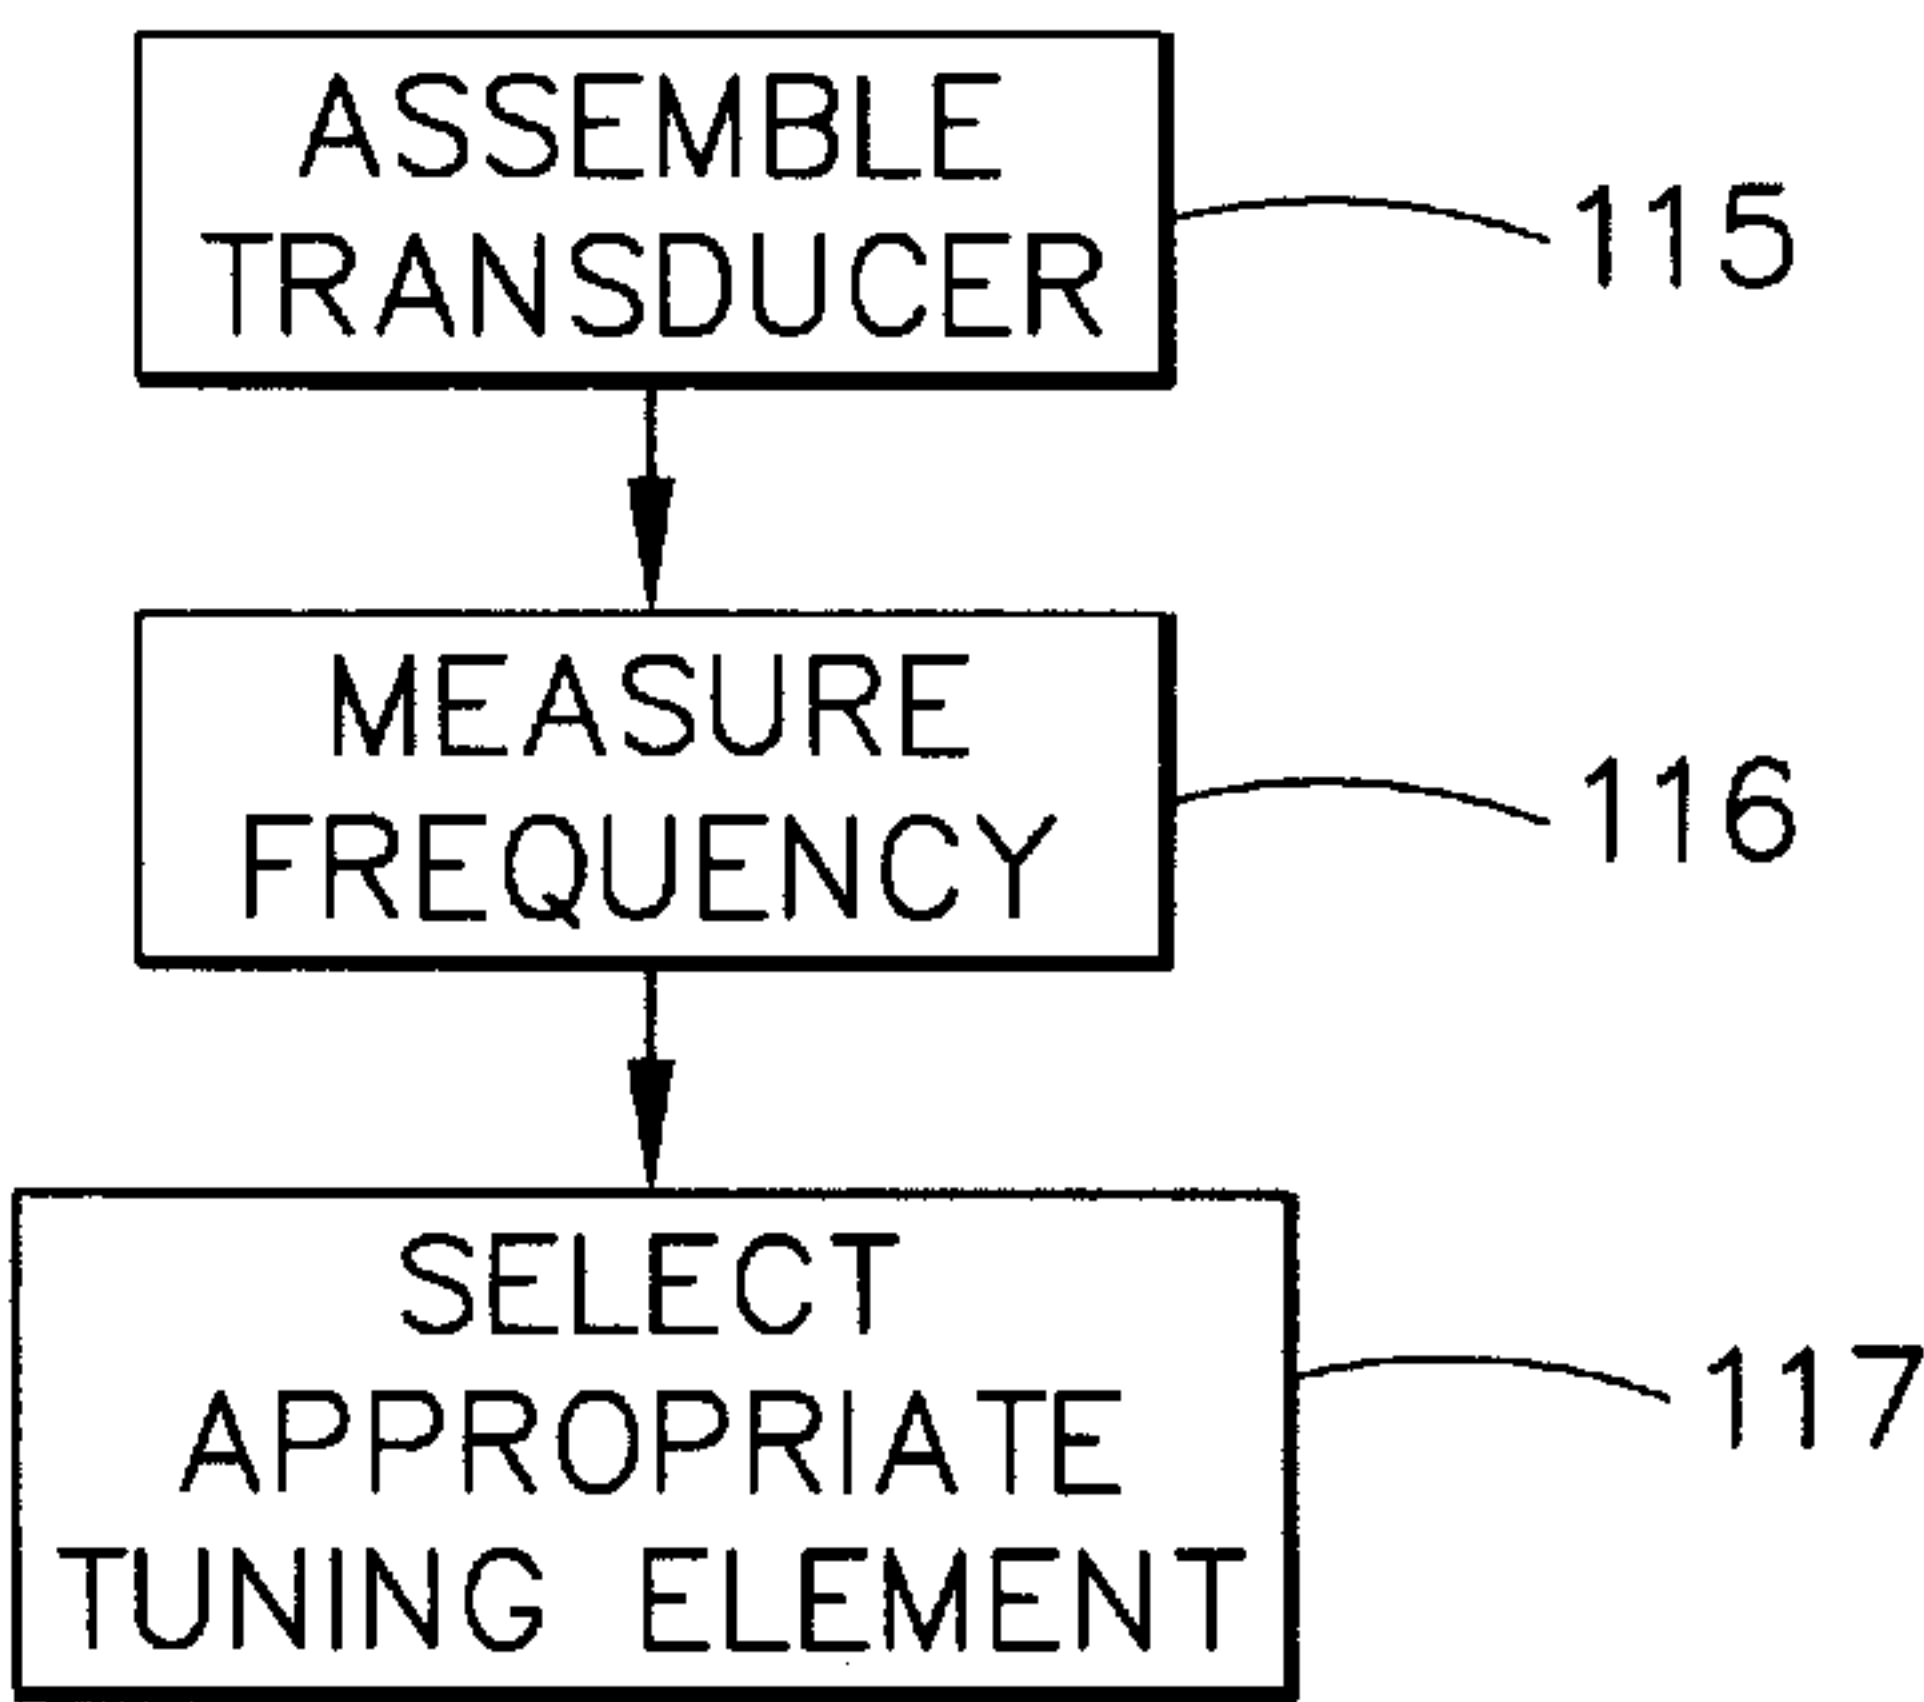 ASSEMBLE
TRANSDUCER
115
MEASURE
FREQUENCY
116
SELECT
APPROPRIATE
TUNING ELEMENT
117